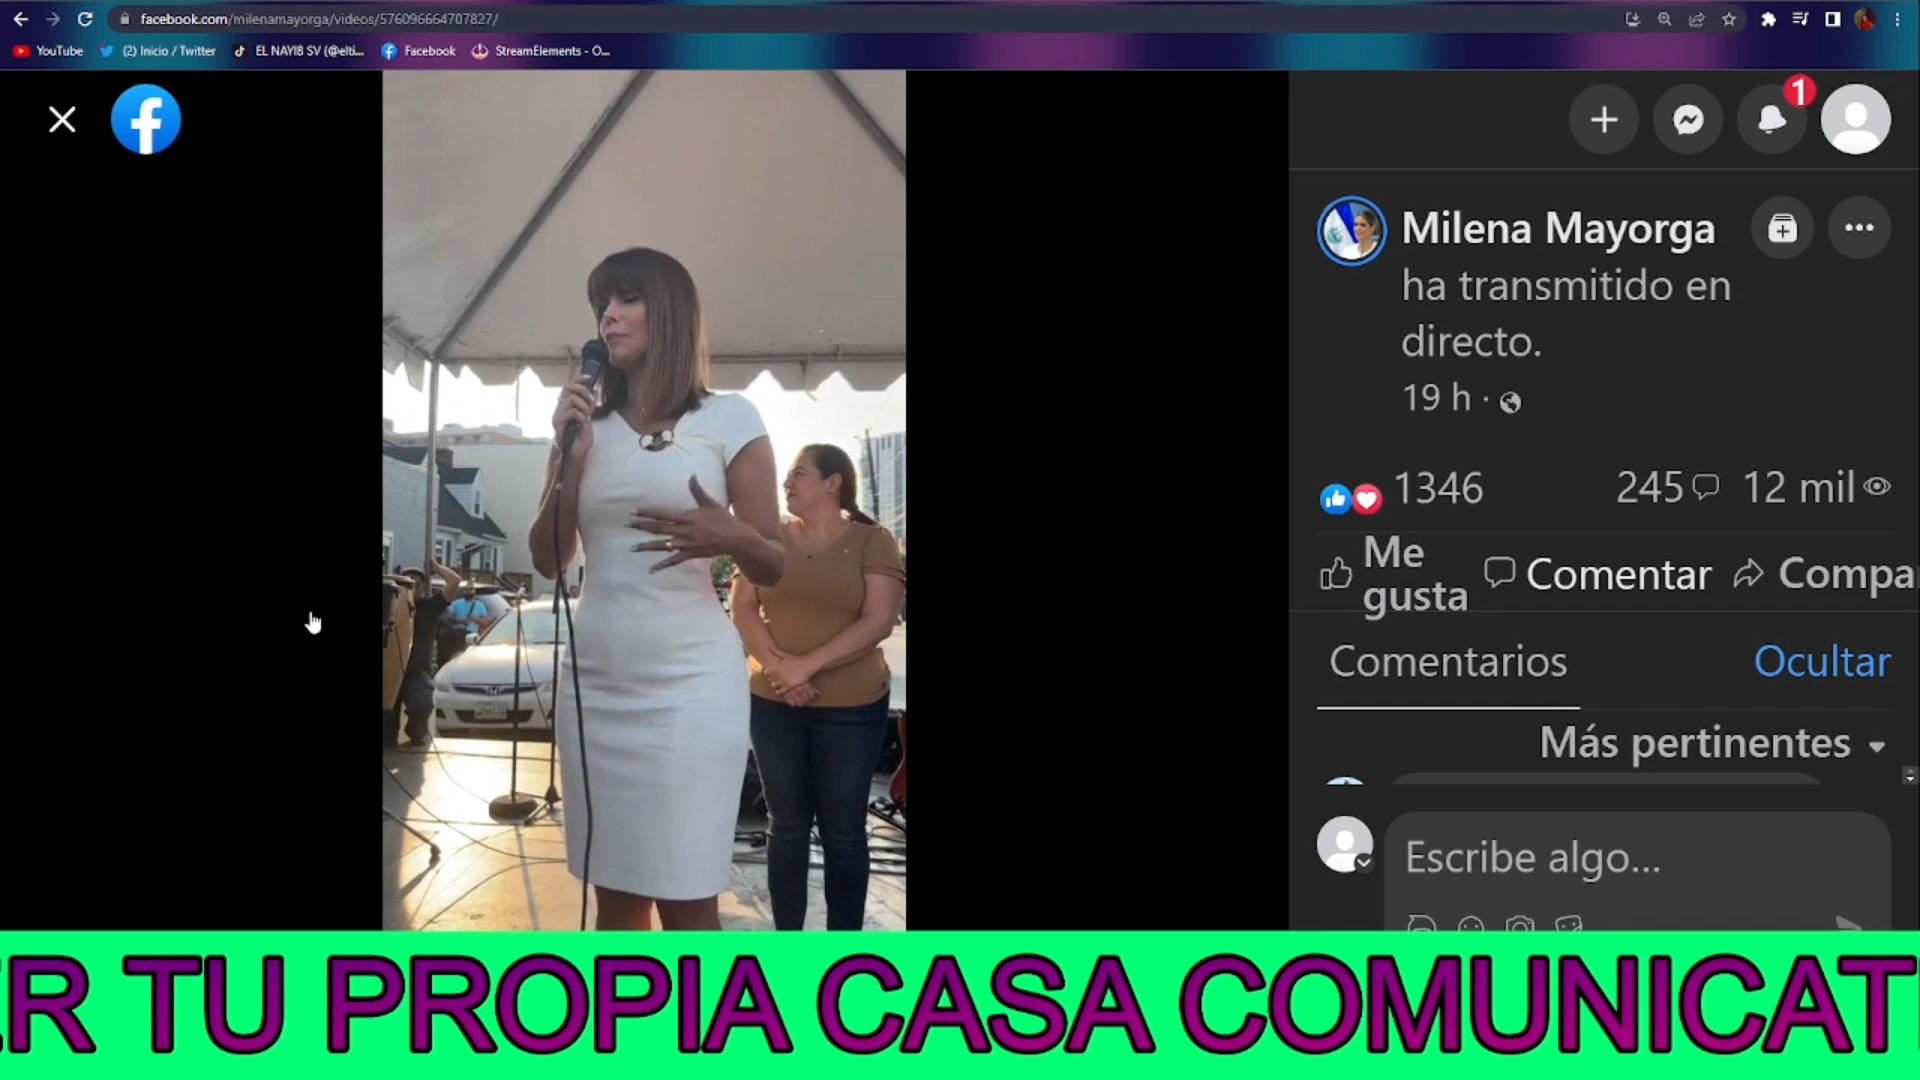 facebook.com/milenamayorga/videos/576096664707827/
YouTube
(2) Inicio / Twitter
EL NAYIB SV (@elti...
Facebook
StreamElements - O...
1
Milena Mayorga
ha transmitido en
directo.
19 h ·
1346
245
12 mil
Me gusta
Comentar
Compa
Comentarios
Ocultar
Más pertinentes
Escribe algo...
ER TU PROPIA CASA COMUNICAT